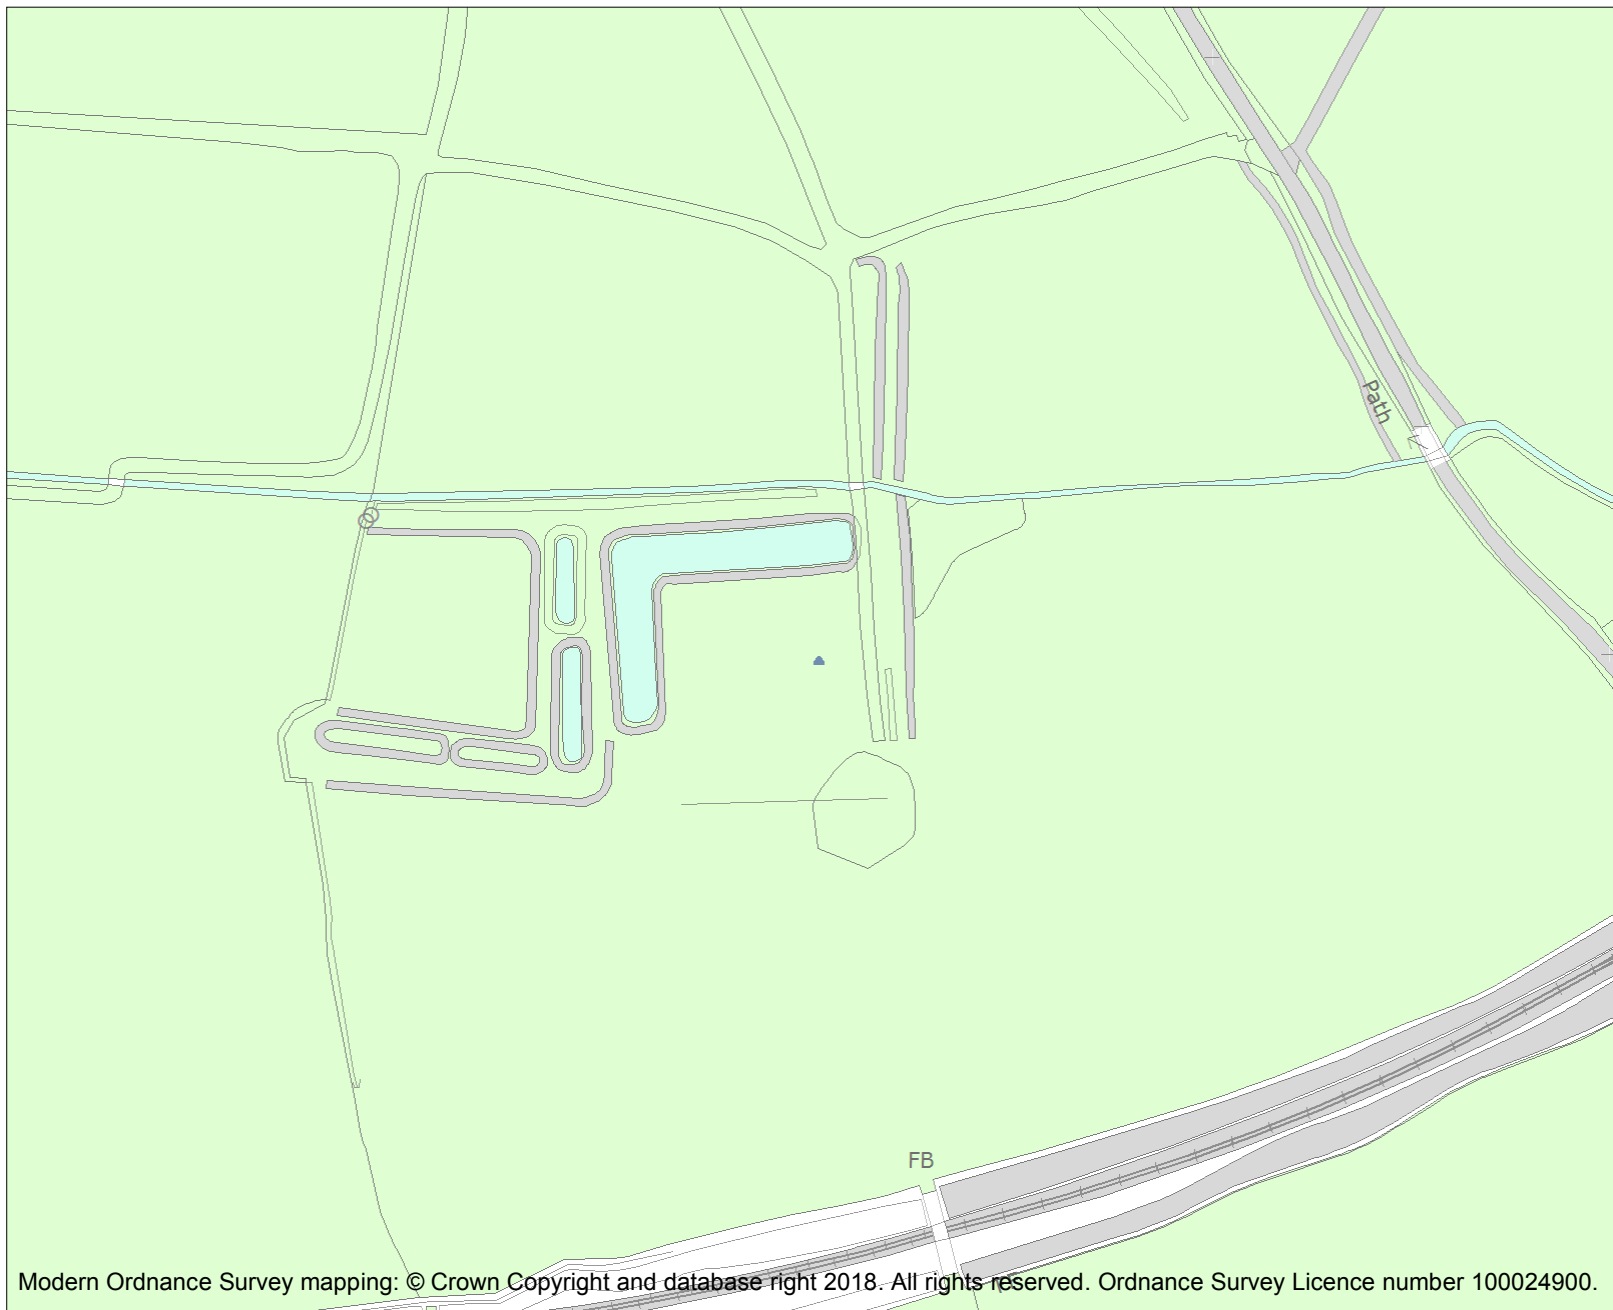 Path
FB
Modern Ordnance Survey mapping: © Crown Copyright and database right 2018. All rights reserved. Ordnance Survey Licence number 100024900.